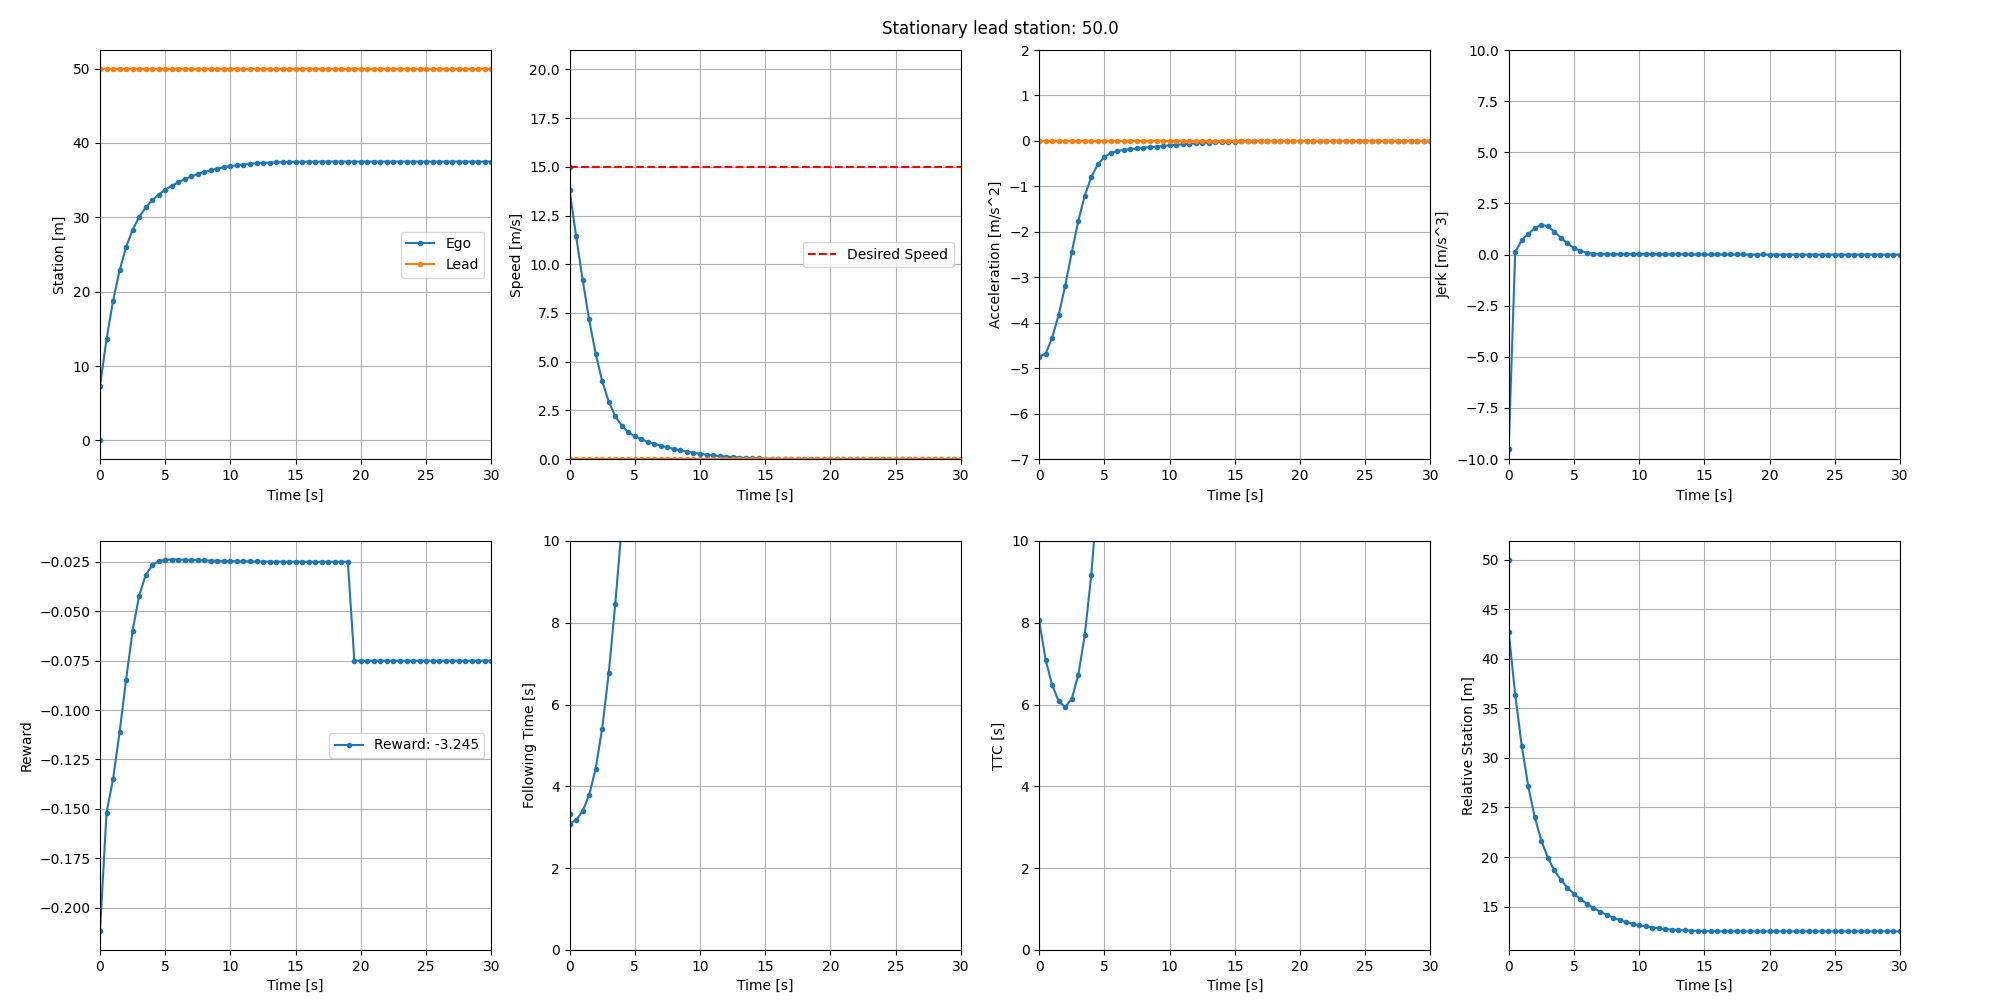 Stationary lead station: 50.0
Station [m]
50
40
30
20
10
0
Ego
Lead
0 5 10 15 20 25 30
Time [s]
Speed [m/s]
20.0
17.5
15.0
12.5
10.0
7.5
5.0
2.5
0.0
Desired Speed
0 5 10 15 20 25 30
Time [s]
Acceleration [m/s^2]
2
1
0
−1
−2
−3
−4
−5
−6
−7
0 5 10 15 20 25 30
Time [s]
Jerk [m/s^3]
10.0
7.5
5.0
2.5
0.0
−2.5
−5.0
−7.5
−10.0
0 5 10 15 20 25 30
Time [s]
Reward
−0.025
−0.050
−0.075
−0.100
−0.125
−0.150
−0.175
−0.200
Reward: -3.245
0 5 10 15 20 25 30
Time [s]
Following Time [s]
10
8
6
4
2
0
0 5 10 15 20 25 30
Time [s]
TTC [s]
10
8
6
4
2
0
0 5 10 15 20 25 30
Time [s]
Relative Station [m]
50
45
40
35
30
25
20
15
0 5 10 15 20 25 30
Time [s]